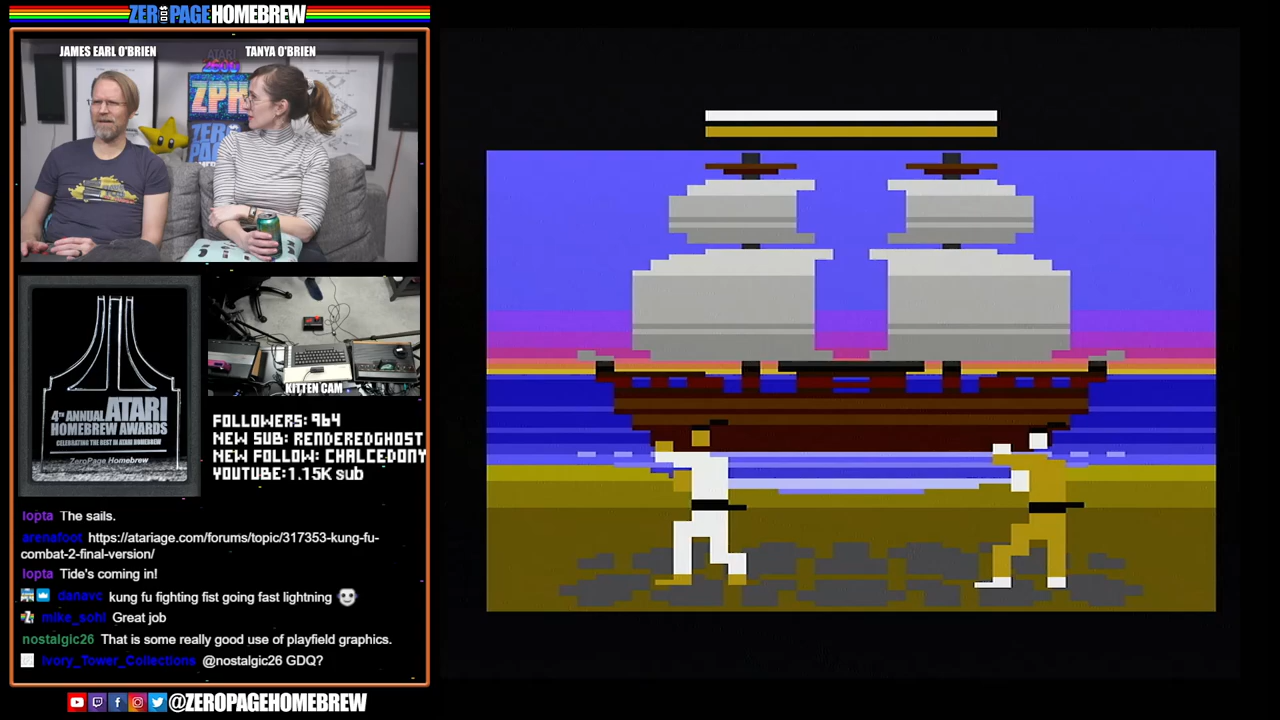 ZEROPAGE HOMEBREW
JAMES EARL O'BRIEN
TANYA O'BRIEN
ATARI
ZPH
ZERO
4TH ANNUAL ATARI
HOMEBREW AWARDS
CELEBRATING THE BEST IN ATARI HOMEBREW
ZeroPage Homebrew
KITTEN CAM
FOLLOWERS: 964
NEW SUB: RENDEREDGHOST
NEW FOLLOW: CHALCEDONY
YOUTUBE:1.15K sub
lopta The sails.
arenafoot https://atariage.com/forums/topic/317353-kung-fu-
combat-2-final-version/
lopta Tide's coming in!
danavc kung fu fighting fist going fast lightning
mike_sohl Great job
nostalgic26 That is some really good use of playfield graphics.
Ivory_Tower_Collections @nostalgic26 GDQ?
@ZEROPAGEHOMEBREW